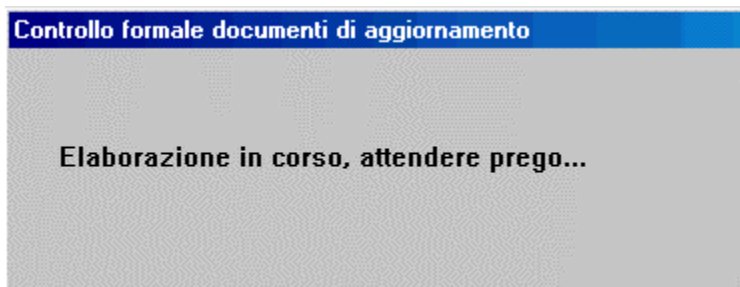 Controllo formale documenti di aggiornamento
Elaborazione in corso, attendere prego...